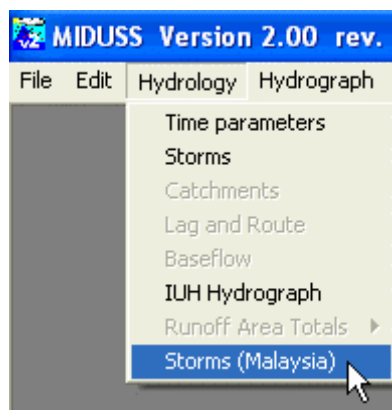 MIDUSS Version 2.00 rev.
File Edit Hydrology Hydrograph
Time parameters
Storms
Catchments
Lag and Route
Baseflow
IUH Hydrograph
Runoff Area Totals
Storms (Malaysia)